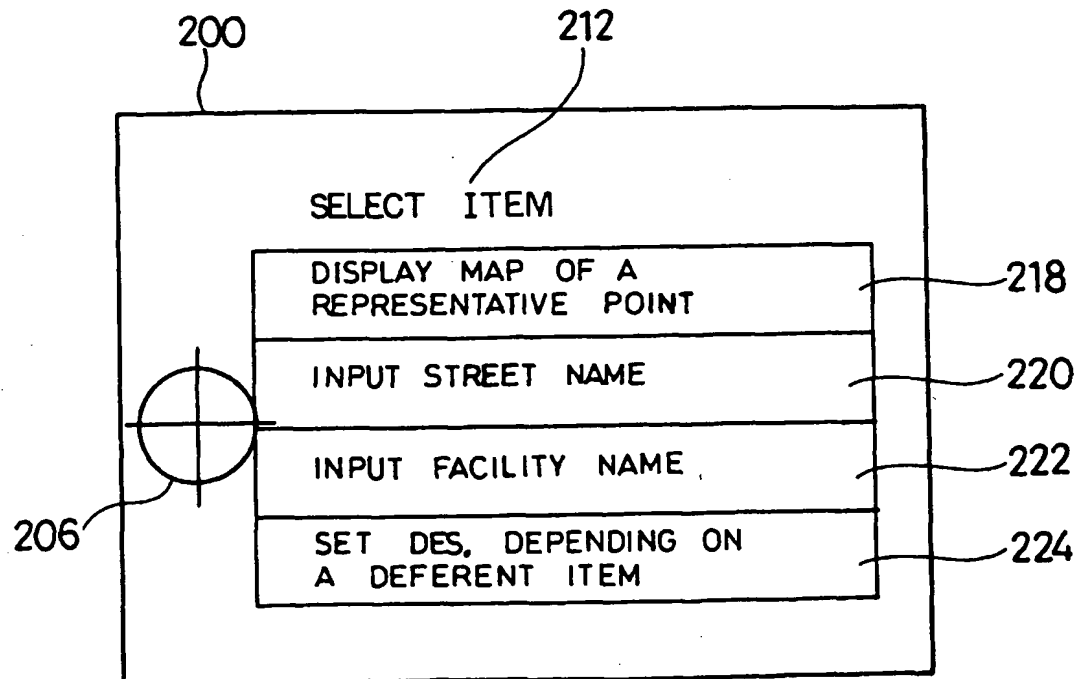 200
212
SELECT ITEM
DISPLAY MAP OF A
REPRESENTATIVE POINT
218
INPUT STREET NAME
220
INPUT FACILITY NAME
222
206
SET DES. DEPENDING ON
A DEFERENT ITEM
224